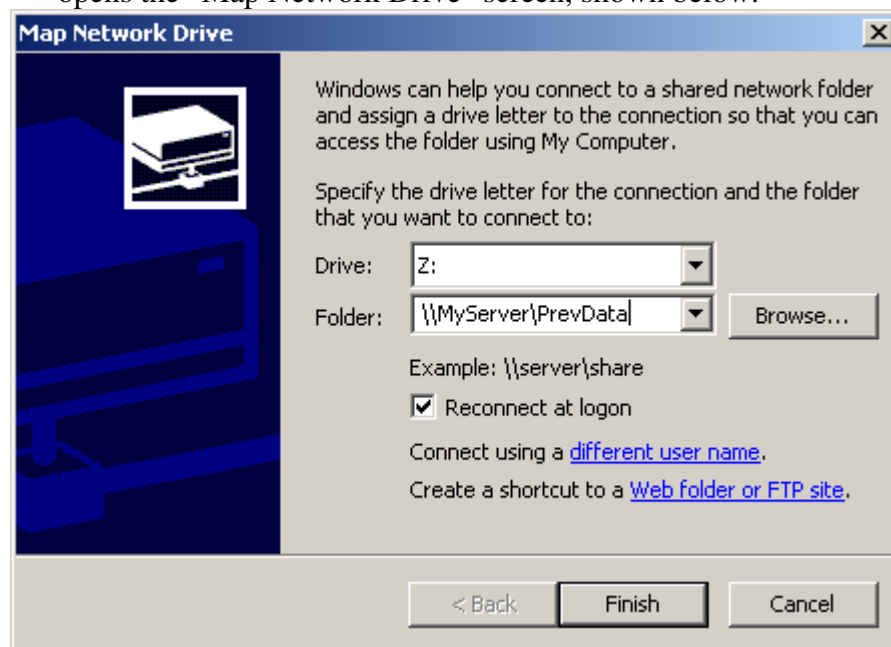 opens the "Map Network Drive" screen, shown below:
Map Network Drive
Windows can help you connect to a shared network folder
and assign a drive letter to the connection so that you can
access the folder using My Computer.
Specify the drive letter for the connection and the folder
that you want to connect to:
Drive: Z:
Folder: \\MyServer\PrevData Browse...
Example: \\server\share
Reconnect at logon
Connect using a different user name.
Create a shortcut to a Web folder or FTP site.
< Back Finish Cancel